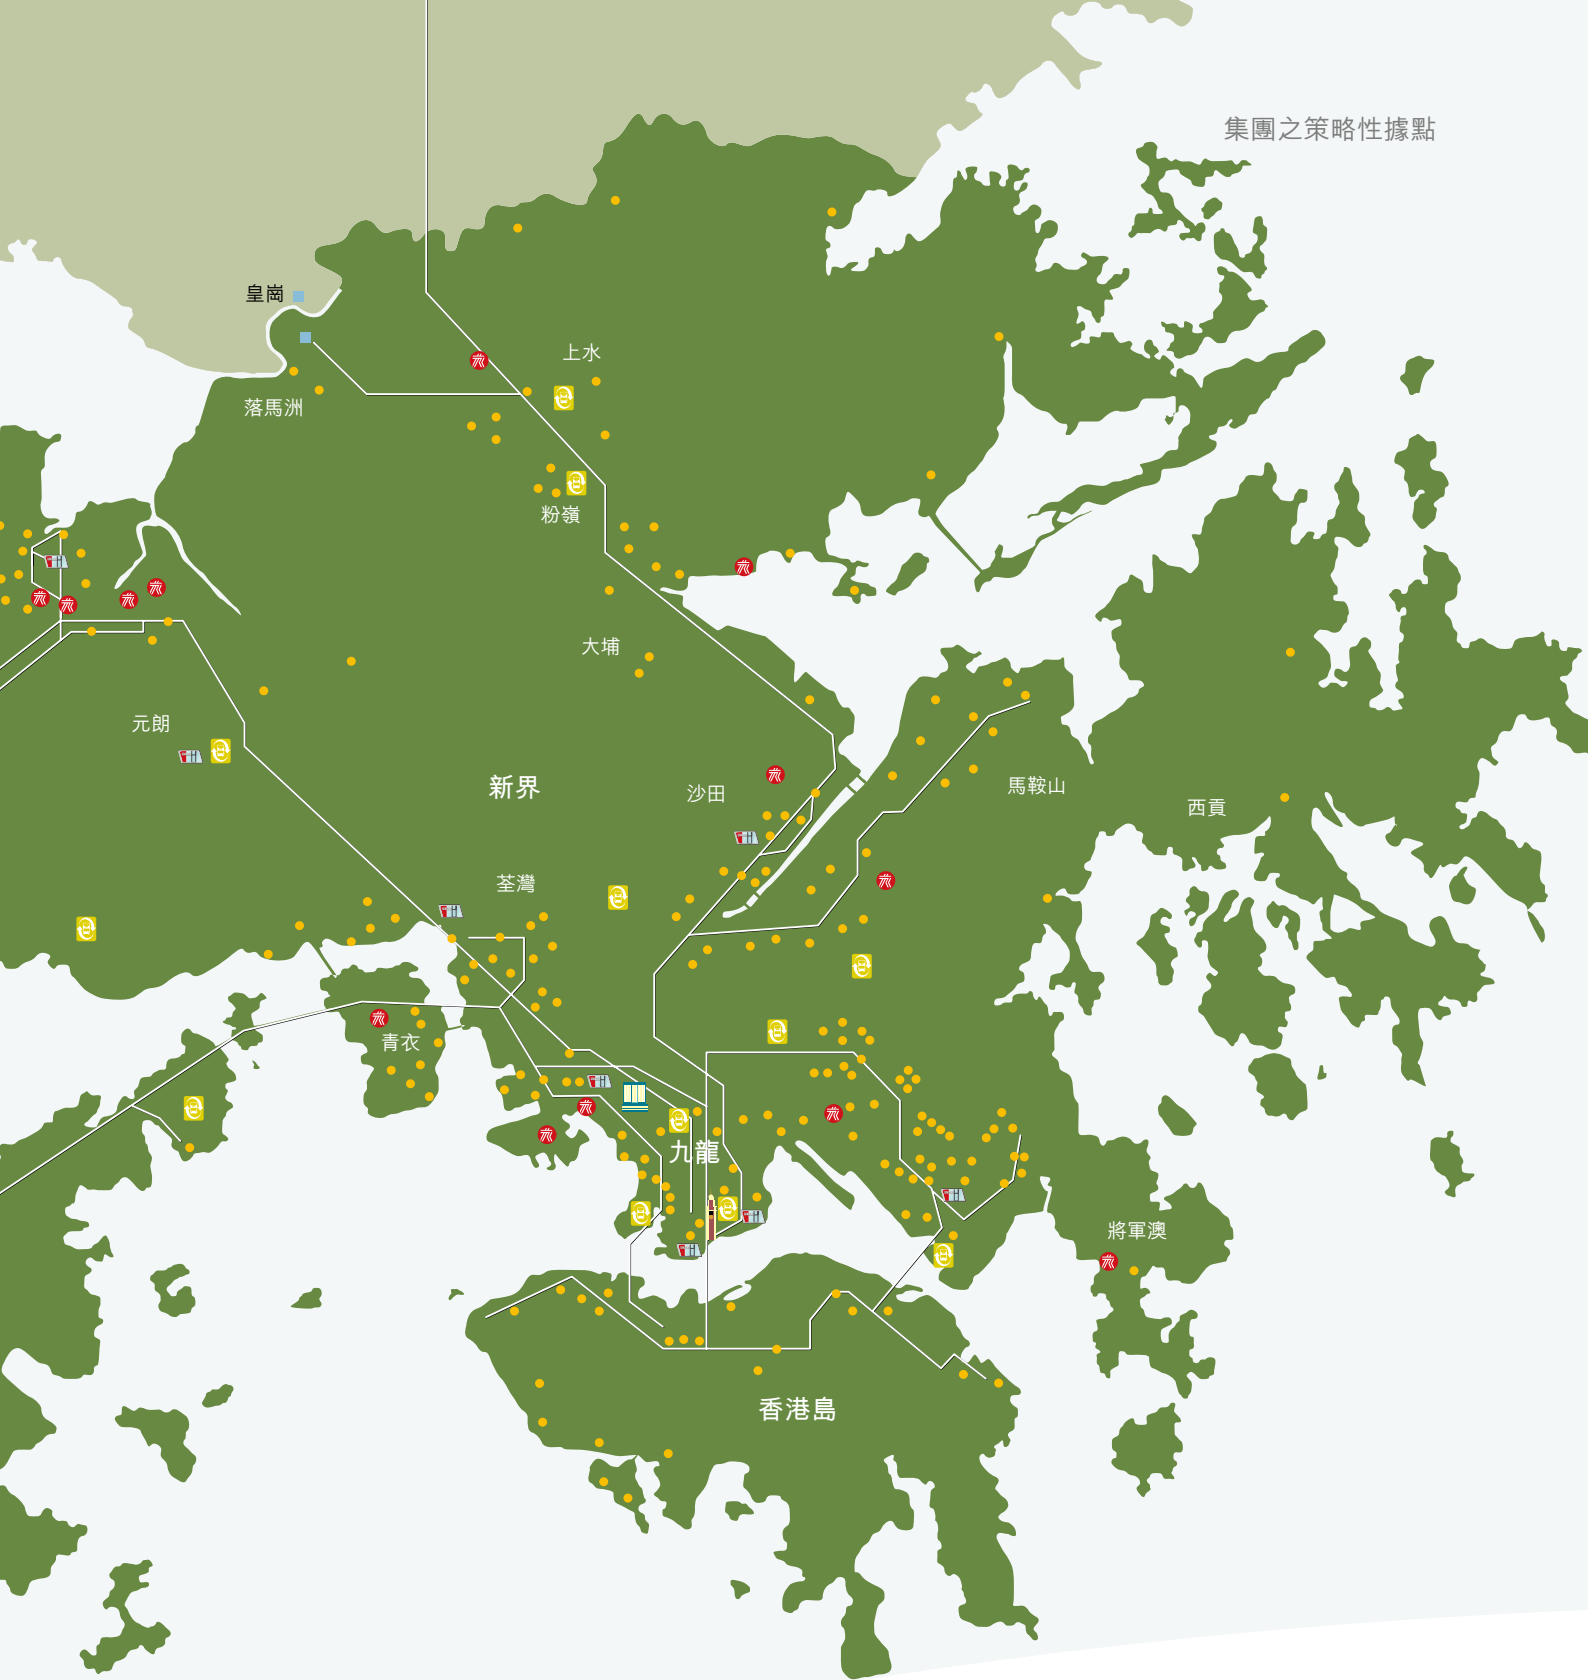 集團之策略性據點
皇崗
上水
落馬洲
粉嶺
大埔
元朗
新界
沙田
馬鞍山
西貢
荃灣
青衣
九龍
將軍澳
香港島